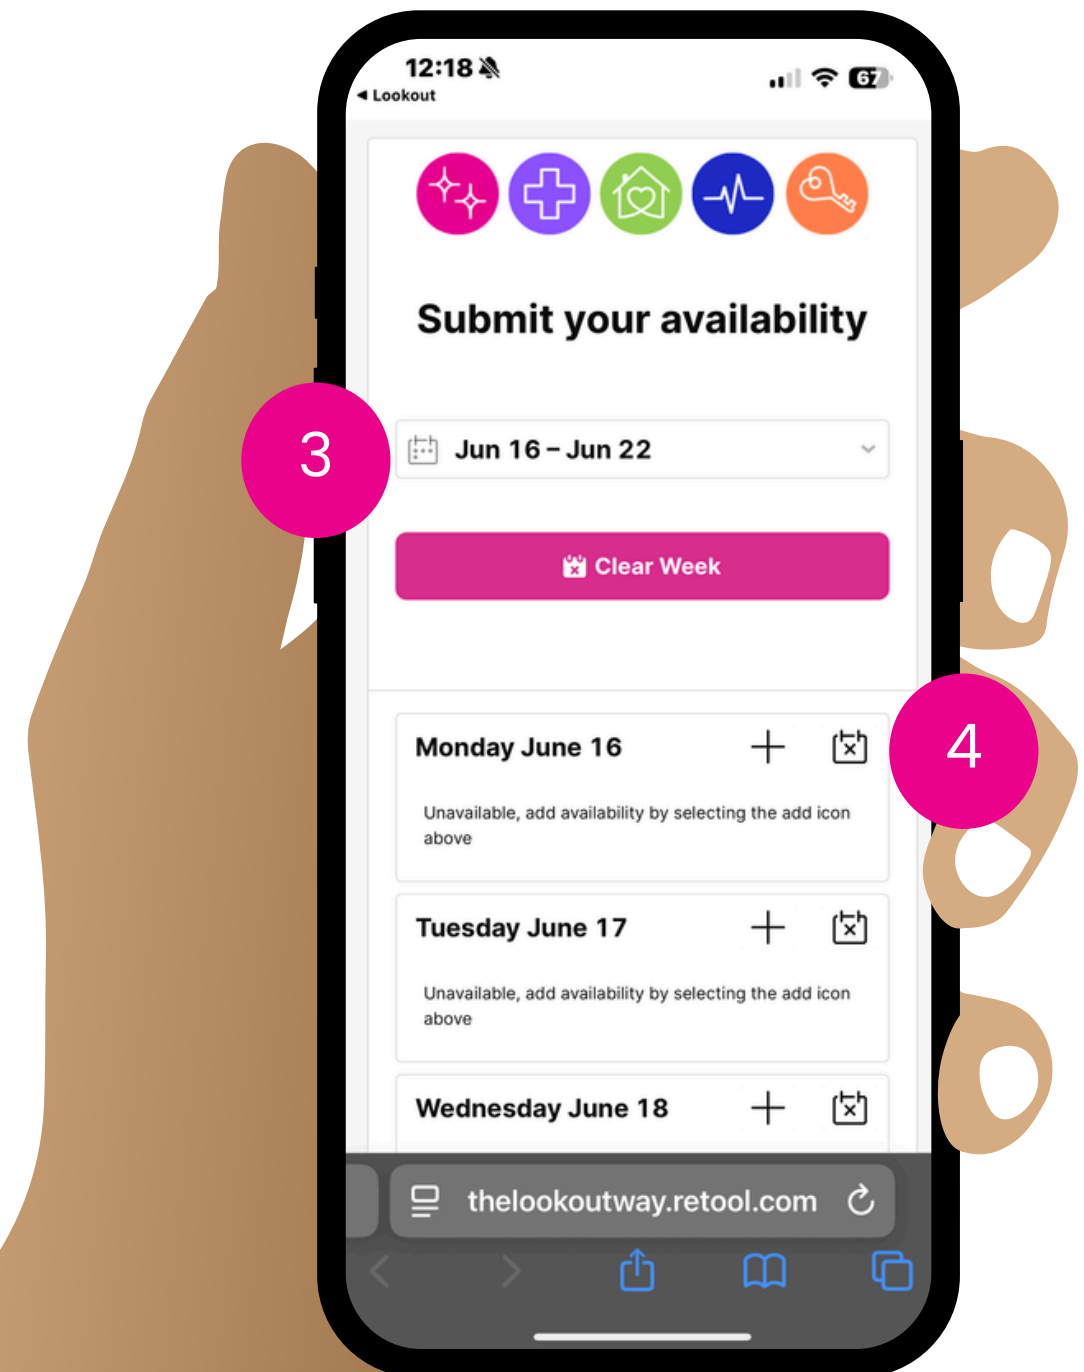 12:18
67
◀ Lookout
Submit your availability
3
Jun 16 – Jun 22
Clear Week
4
Monday June 16
Unavailable, add availability by selecting the add icon
above
Tuesday June 17
Unavailable, add availability by selecting the add icon
above
Wednesday June 18
thelookoutway.retool.com